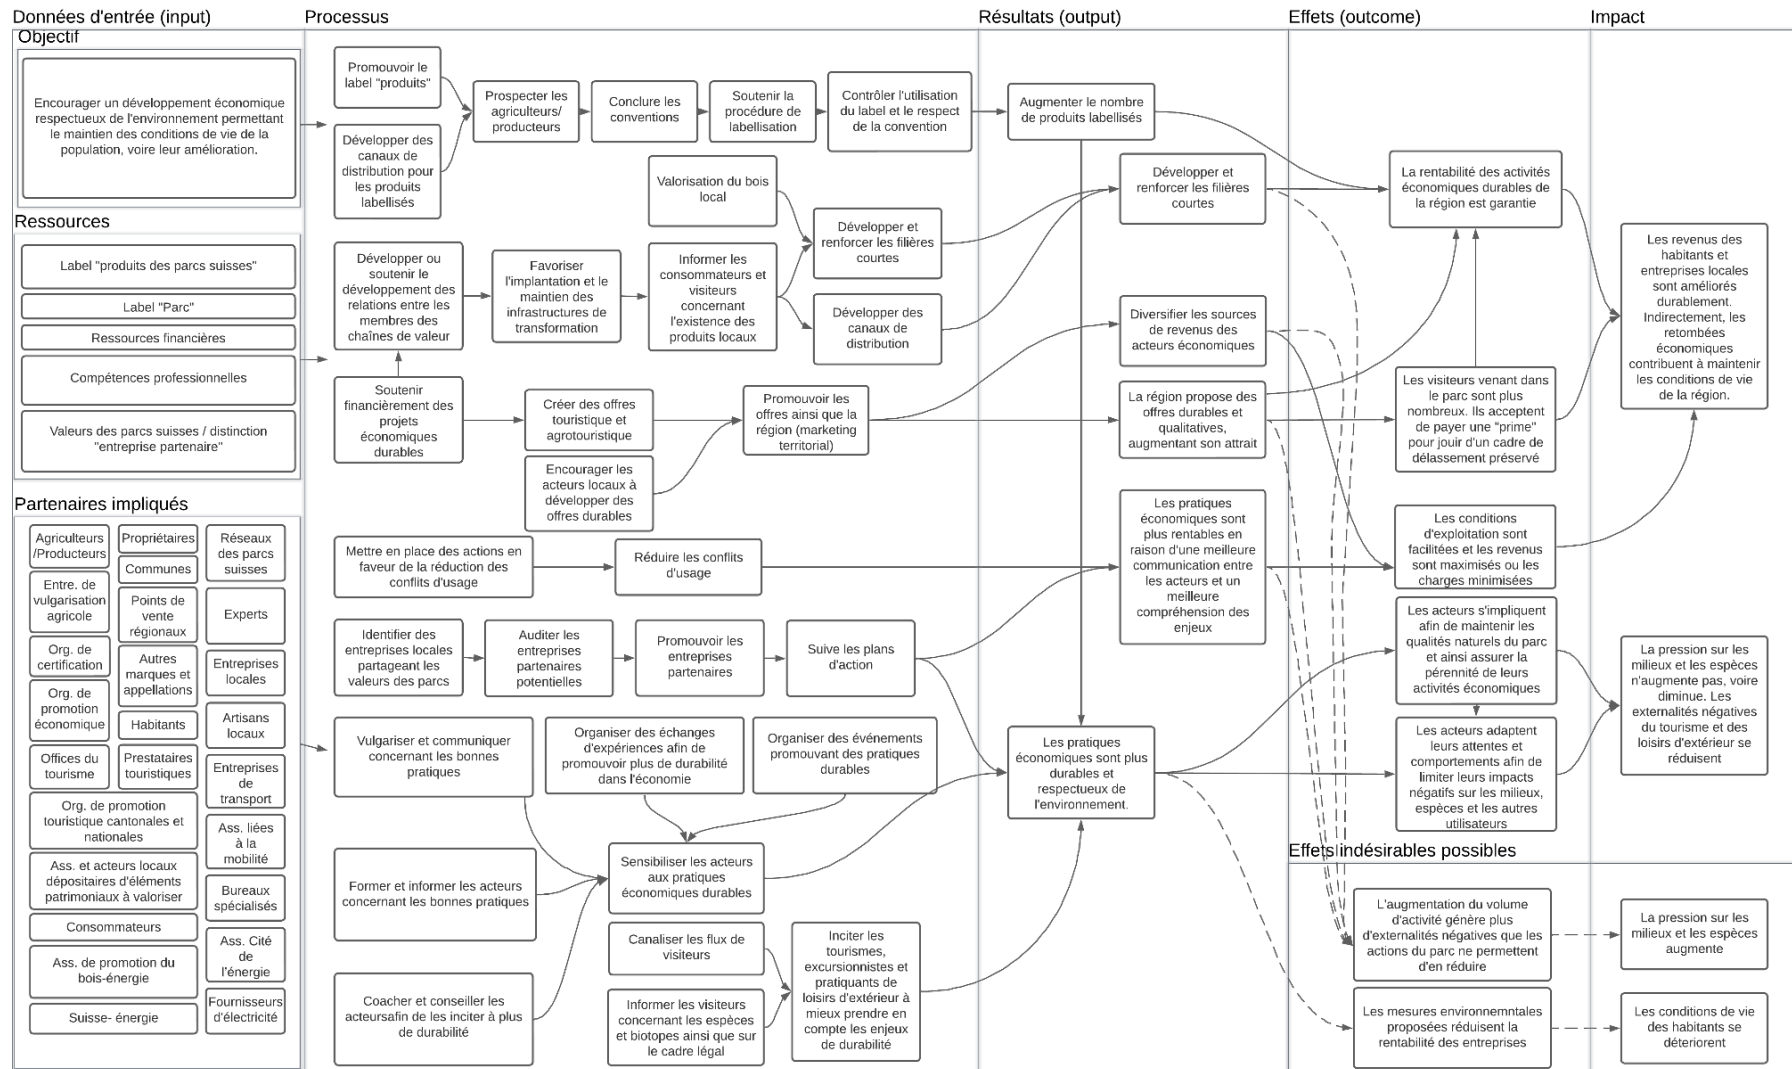 Données d'entrée (input)
Processus
Résultats (output)
Effets (outcome)
Impact
Objectif
Encourager un développement économique
respectueux de l'environnement permettant
le maintien des conditions de vie de la
population, voire leur amélioration.
Ressources
Label "produits des parcs suisses"
Label "Parc"
Ressources financières
Compétences professionnelles
Valeurs des parcs suisses / distinction
"entreprise partenaire"
Partenaires impliqués
Agriculteurs
/Producteurs
Entre. de
vulgarisation
agricole
Org. de
certification
Org. de
promotion
économique
Offices du
tourisme
Propriétaires
Communes
Points de
vente
régionaux
Autres
marques et
appellations
Habitants
Prestataires
touristiques
Réseaux
des parcs
suisses
Experts
Entreprises
locales
Artisans
locaux
Entreprises
de
transport
Ass. liées
à la
mobilité
Bureaux
spécialisés
Ass. Cité
de
l'énergie
Fournisseurs
d'électricité
Org. de promotion
touristique cantonales et
nationales
Ass. et acteurs locaux
dépositaires d'éléments
patrimoniaux à valoriser
Consommateurs
Ass. de promotion du
bois-énergie
Suisse- énergie
Promouvoir le
label "produits"
Développer des
canaux de
distribution pour
les produits
labellisés
Prospecter les
agriculteurs/
producteurs
Conclure les
conventions
Soutenir la
procédure de
labellisation
Contrôler l'utilisation
du label et le respect
de la convention
Valorisation du bois
local
Développer ou
soutenir le
développement des
relations entre les
membres des
chaînes de valeur
Favoriser
l'implantation et le
maintien des
infrastructures de
transformation
Informer les
consommateurs et
visiteurs
concernant
l'existence des
produits locaux
Développer et
renforcer les filières
courtes
Développer des
canaux de
distribution
Soutenir
financièrement des
projets
économiques
durables
Créer des offres
touristique et
agrotouristique
Encourager les
acteurs locaux à
développer des
offres durables
Promouvoir les
offres ainsi que la
région (marketing
territorial)
Mettre en place des actions en
faveur de la réduction des
conflits d'usage
Réduire les conflits
d'usage
Identifier des
entreprises locales
partageant les
valeurs des parcs
Auditer les
entreprises
partenaires
potentielles
Promouvoir les
entreprises
partenaires
Suive les plans
d'action
Vulgariser et communiquer
concernant les bonnes
pratiques
Organiser des échanges
d'expériences afin de
promouvoir plus de durabilité
dans l'économie
Organiser des événements
promouvant des pratiques
durables
Former et informer les acteurs
concernant les bonnes pratiques
Sensibiliser les acteurs
aux pratiques
économiques durables
Coacher et conseiller les
acteursafin de les inciter à plus
de durabilité
Canaliser les flux de
visiteurs
Informer les visiteurs
concernant les espèces
et biotopes ainsi que sur
le cadre légal
Inciter les
tourismes,
excursionnistes et
pratiquants de
loisirs d'extérieur à
mieux prendre en
compte les enjeux
de durabilité
Augmenter le nombre
de produits labellisés
Développer et
renforcer les filières
courtes
Diversifier les sources
de revenus des
acteurs économiques
La région propose des
offres durables et
qualitatives,
augmentant son attrait
Les pratiques
économiques sont
plus rentables en
raison d'une meilleure
communication entre
les acteurs et un
meilleure
compréhension des
enjeux
Les pratiques
économiques sont plus
durables et
respectueux de
l'environnement.
La rentabilité des activités
économiques durables de
la région est garantie
Les visiteurs venant dans
le parc sont plus
nombreux. Ils acceptent
de payer une "prime"
pour jouir d'un cadre de
délassement préservé
Les conditions
d'exploitation sont
facilitées et les revenus
sont maximisés ou les
charges minimisées
Les acteurs s'impliquent
afin de maintenir les
qualités naturels du parc
et ainsi assurer la
pérennité de leurs
activités économiques
Les acteurs adaptent
leurs attentes et
comportements afin de
limiter leurs impacts
négatifs sur les milieux,
espèces et les autres
utilisateurs
Effets indésirables possibles
L'augmentation du volume
d'activité génère plus
d'externalités négatives que les
actions du parc ne permettent
d'en réduire
Les mesures environnemntales
proposées réduisent la
rentabilité des entreprises
Les revenus des
habitants et
entreprises locales
sont améliorés
durablement.
Indirectement, les
retombées
économiques
contribuent à maintenir
les conditions de vie
de la région.
La pression sur les
milieux et les espèces
n'augmente pas, voire
diminue. Les
externalités négatives
du tourisme et des
loisirs d'extérieur se
réduisent
La pression sur les
milieux et les espèces
augmente
Les conditions de vie
des habitants se
détériorent